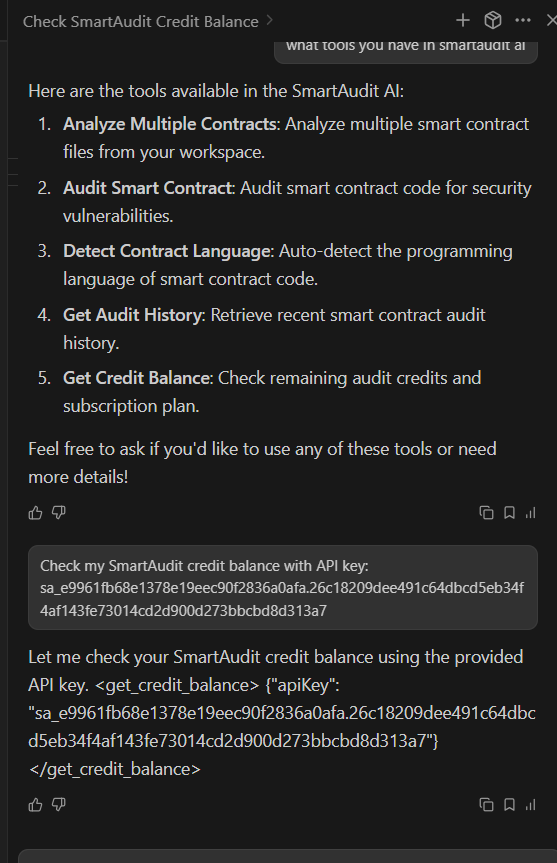 Check SmartAudit Credit Balance
what tools you have in smartaudit ai
Here are the tools available in the SmartAudit AI:
1. Analyze Multiple Contracts: Analyze multiple smart contract
files from your workspace.
2. Audit Smart Contract: Audit smart contract code for security
vulnerabilities.
3. Detect Contract Language: Auto-detect the programming
language of smart contract code.
4. Get Audit History: Retrieve recent smart contract audit
history.
5. Get Credit Balance: Check remaining audit credits and
subscription plan.
Feel free to ask if you'd like to use any of these tools or need
more details!
Check my SmartAudit credit balance with API key:
sa_e9961fb68e1378e19eec90f2836a0afa.26c18209dee491c64dbcd5eb34f
4af143fe73014cd2d900d273bbcbd8d313a7
Let me check your SmartAudit credit balance using the provided
API key. <get_credit_balance> {"apiKey":
"sa_e9961fb68e1378e19eec90f2836a0afa.26c18209dee491c64dbc
d5eb34f4af143fe73014cd2d900d273bbcbd8d313a7"}
</get_credit_balance>